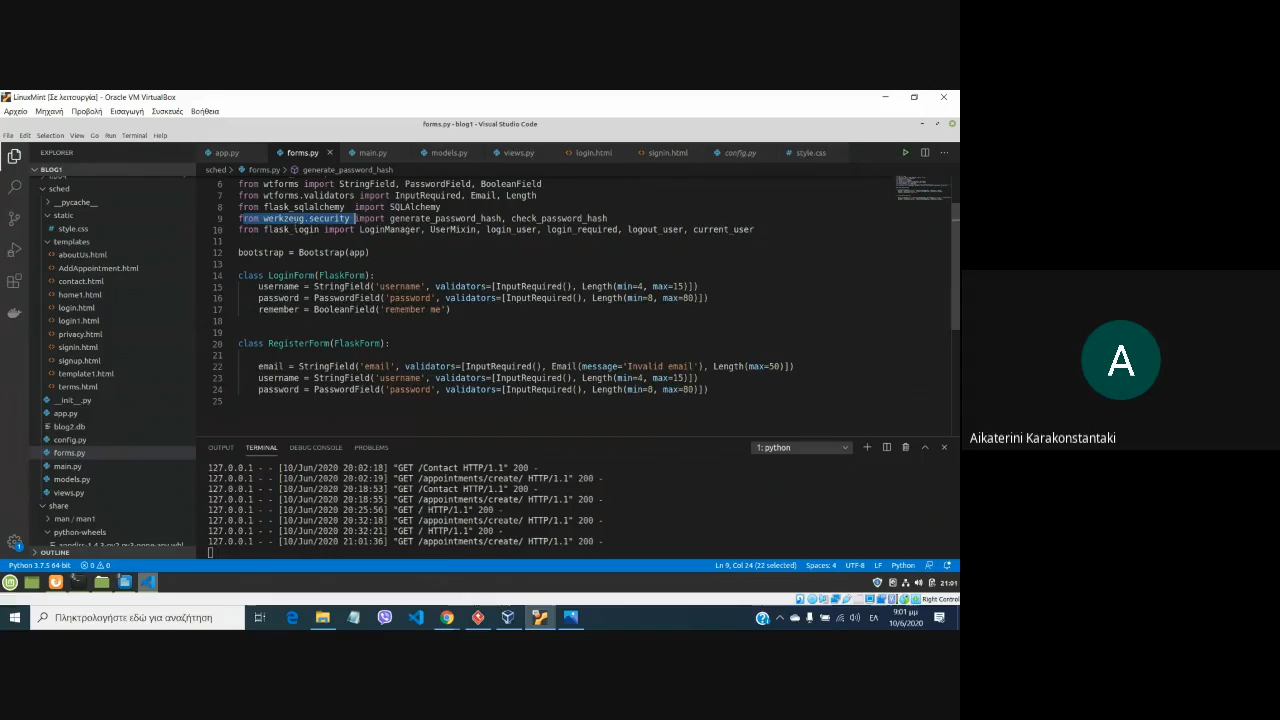 LinuxMint [Σε λειτουργία] - Oracle VM VirtualBox
Αρχείο Μηχανή Προβολή Εισαγωγή Συσκευές Βοήθεια
forms.py - blog1 - Visual Studio Code
File Edit Selection View Go Run Terminal Help
EXPLORER
app.py forms.py main.py models.py views.py login.html signin.html config.py style.css
BLOG1
sched > forms.py > generate_password_hash
sched
__pycache__
static
style.css
templates
aboutUs.html
AddAppointment.html
contact.html
home1.html
login.html
login1.html
privacy.html
signin.html
signup.html
template1.html
terms.html
__init__.py
app.py
blog2.db
config.py
forms.py
main.py
models.py
views.py
share
man / man1
python-wheels
OUTLINE
6 from wtforms import StringField, PasswordField, BooleanField
7 from wtforms.validators import InputRequired, Email, Length
8 from flask_sqlalchemy  import SQLAlchemy
9 from werkzeug.security import generate_password_hash, check_password_hash
10 from flask_login import LoginManager, UserMixin, login_user, login_required, logout_user, current_user
11
12 bootstrap = Bootstrap(app)
13
14 class LoginForm(FlaskForm):
15 username = StringField('username', validators=[InputRequired(), Length(min=4, max=15)])
16 password = PasswordField('password', validators=[InputRequired(), Length(min=8, max=80)])
17 remember = BooleanField('remember me')
18
19
20 class RegisterForm(FlaskForm):
21
22 email = StringField('email', validators=[InputRequired(), Email(message='Invalid email'), Length(max=50)])
23 username = StringField('username', validators=[InputRequired(), Length(min=4, max=15)])
24 password = PasswordField('password', validators=[InputRequired(), Length(min=8, max=80)])
25
OUTPUT TERMINAL DEBUG CONSOLE PROBLEMS
1: python
127.0.0.1 - - [10/Jun/2020 20:02:18] "GET /Contact HTTP/1.1" 200 -
127.0.0.1 - - [10/Jun/2020 20:02:19] "GET /appointments/create/ HTTP/1.1" 200 -
127.0.0.1 - - [10/Jun/2020 20:18:53] "GET /Contact HTTP/1.1" 200 -
127.0.0.1 - - [10/Jun/2020 20:18:55] "GET /appointments/create/ HTTP/1.1" 200 -
127.0.0.1 - - [10/Jun/2020 20:25:56] "GET / HTTP/1.1" 200 -
127.0.0.1 - - [10/Jun/2020 20:32:18] "GET /appointments/create/ HTTP/1.1" 200 -
127.0.0.1 - - [10/Jun/2020 20:32:21] "GET / HTTP/1.1" 200 -
127.0.0.1 - - [10/Jun/2020 21:01:36] "GET /appointments/create/ HTTP/1.1" 200 -
Python 3.7.5 64-bit 0 0 Ln 9, Col 24 (22 selected) Spaces: 4 UTF-8 LF Python
21:01
Right Control
Πληκτρολογήστε εδώ για αναζήτηση
ΕΛ
9:01 μμ
10/6/2020
A
Aikaterini Karakonstantaki